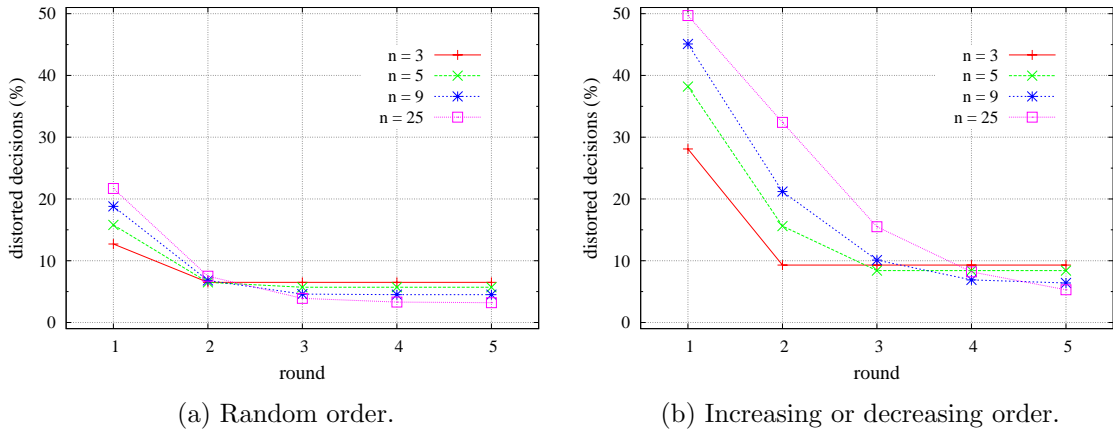 50
40
30
20
10
0
distorted decisions (%)
n = 3
n = 5
n = 9
n = 25
1 2 3 4 5
round
(a) Random order.
50
40
30
20
10
0
distorted decisions (%)
n = 3
n = 5
n = 9
n = 25
1 2 3 4 5
round
(b) Increasing or decreasing order.